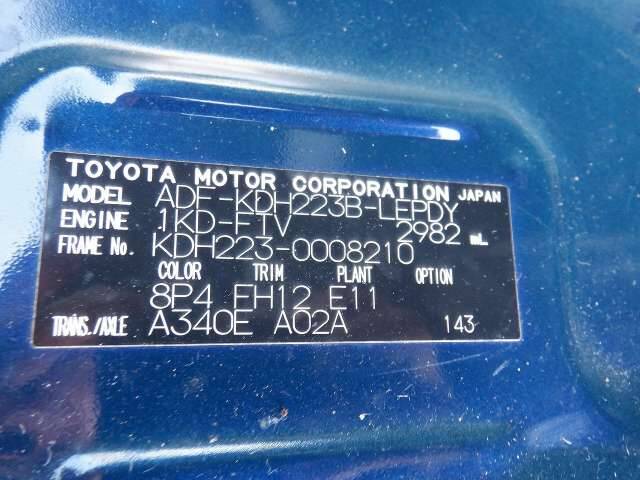 TOYOTA MOTOR CORPORATION JAPAN
MODEL ADF-KDH223B-LEPDY
ENGINE 1KD-FTV 2982 mL
FRAME No. KDH223-0008210
COLOR TRIM PLANT OPTION
8P4 FH12 E11
TRANS./AXLE A340E A02A 143